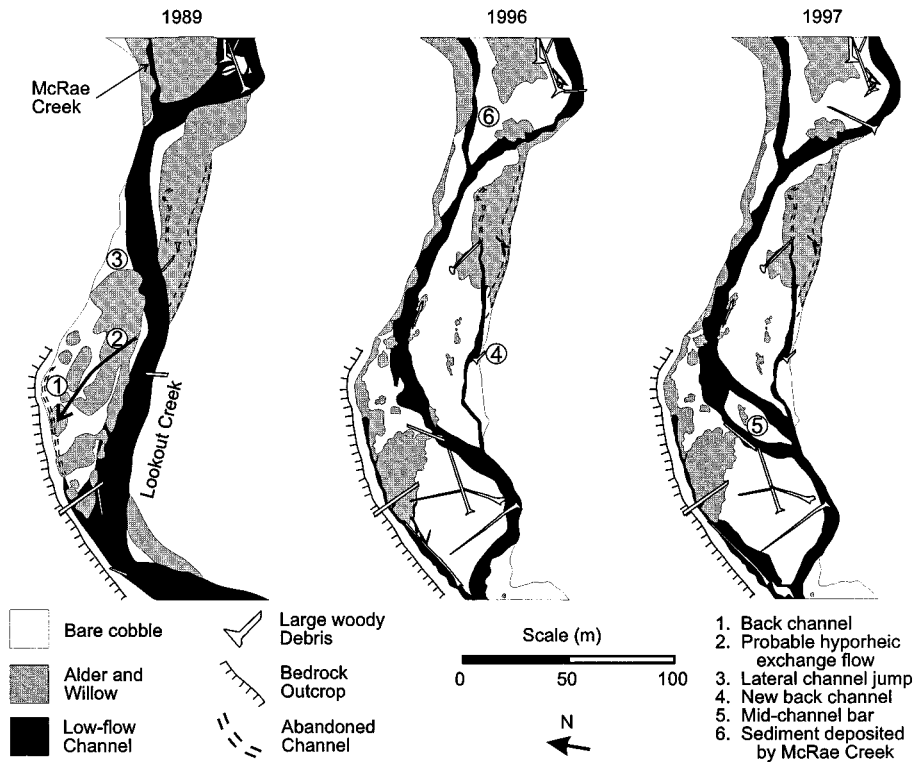 1989
1996
1997
McRae
Creek
6
3
2
1
4
5
Lookout Creek
Bare cobble
Alder and
Willow
Low-flow
Channel
Large woody
Debris
Bedrock
Outcrop
Abandoned
Channel
Scale (m)
0 50 100
N
1. Back channel
2. Probable hyporheic
exchange flow
3. Lateral channel jump
4. New back channel
5. Mid-channel bar
6. Sediment deposited
by McRae Creek